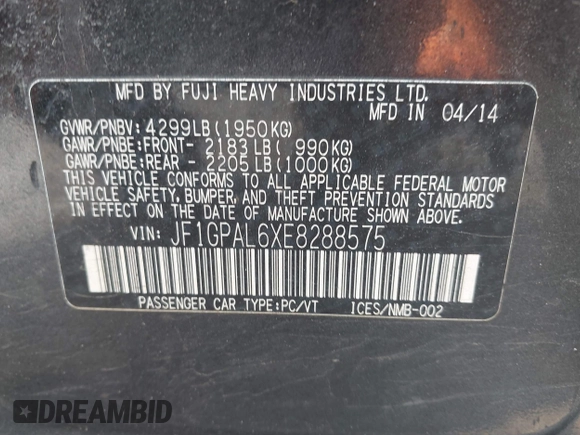 MFD BY FUJI HEAVY INDUSTRIES LTD.
MFD IN 04/14
GVWR/PNBV: 4299LB(1950KG)
GAWR/PNBE:FRONT- 2183LB( 990KG)
GAWR/PNBE:REAR - 2205LB(1000KG)
THIS VEHICLE CONFORMS TO ALL APPLICABLE FEDERAL MOTOR
VEHICLE SAFETY, BUMPER, AND THEFT PREVENTION STANDARDS
IN EFFECT ON THE DATE OF MANUFACTURE SHOWN ABOVE.
VIN: JF1GPAL6XE8288575
PASSENGER CAR TYPE:PC/VT ICES/NMB-002
DREAMBID